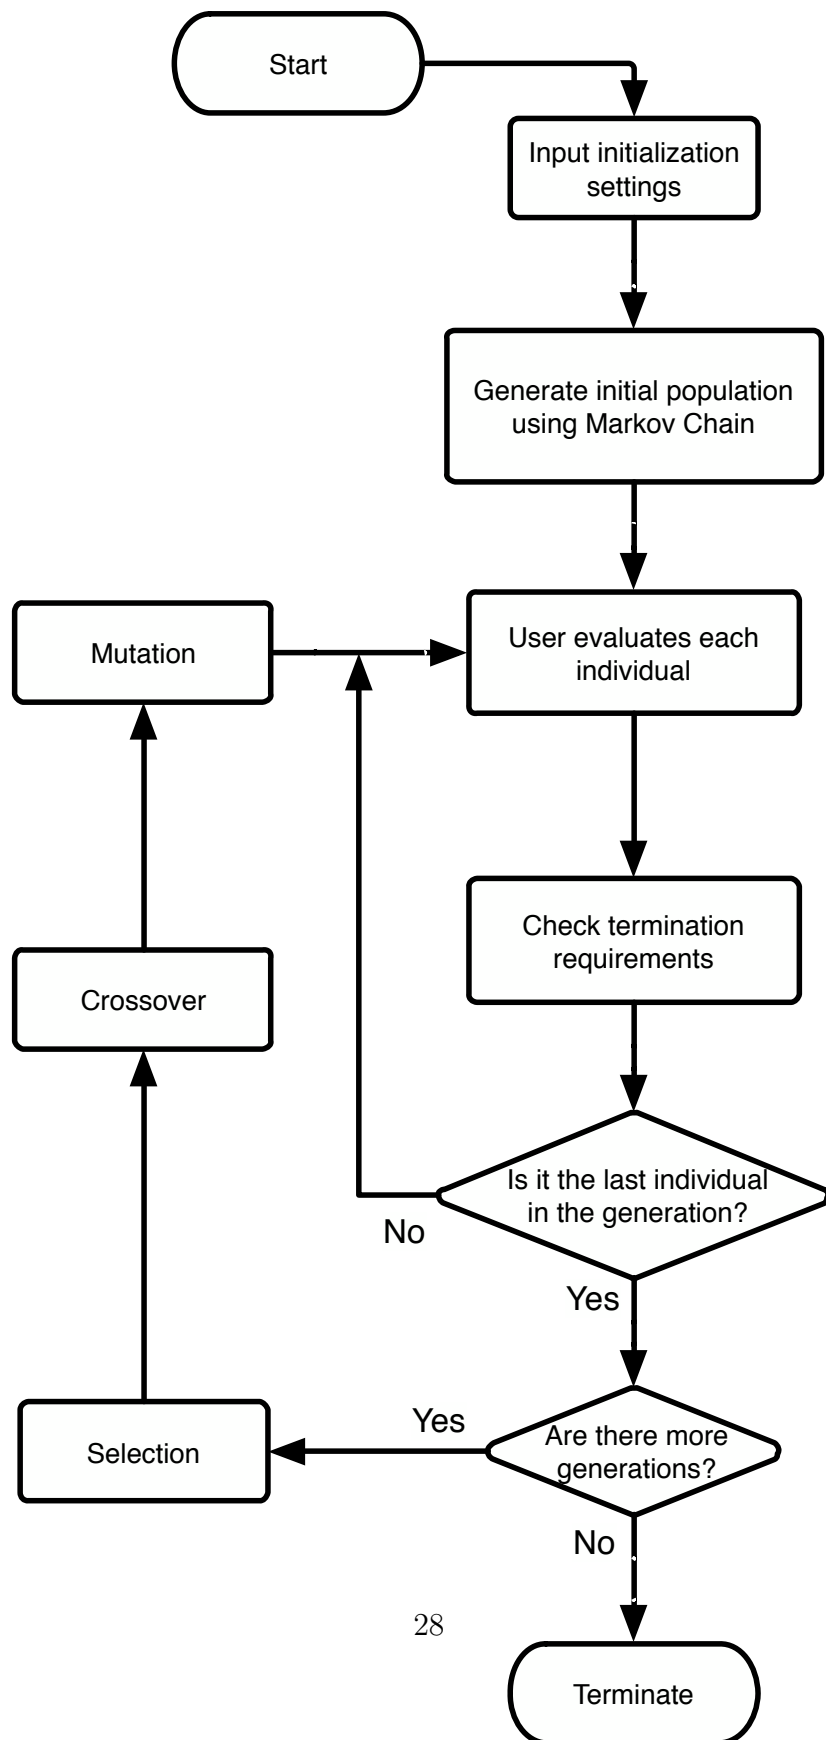 Start
Input initialization
settings
Generate initial population
using Markov Chain
Mutation
User evaluates each
individual
Check termination
requirements
Crossover
Is it the last individual
in the generation?
No
Yes
Are there more
generations?
Yes
Selection
No
28
Terminate